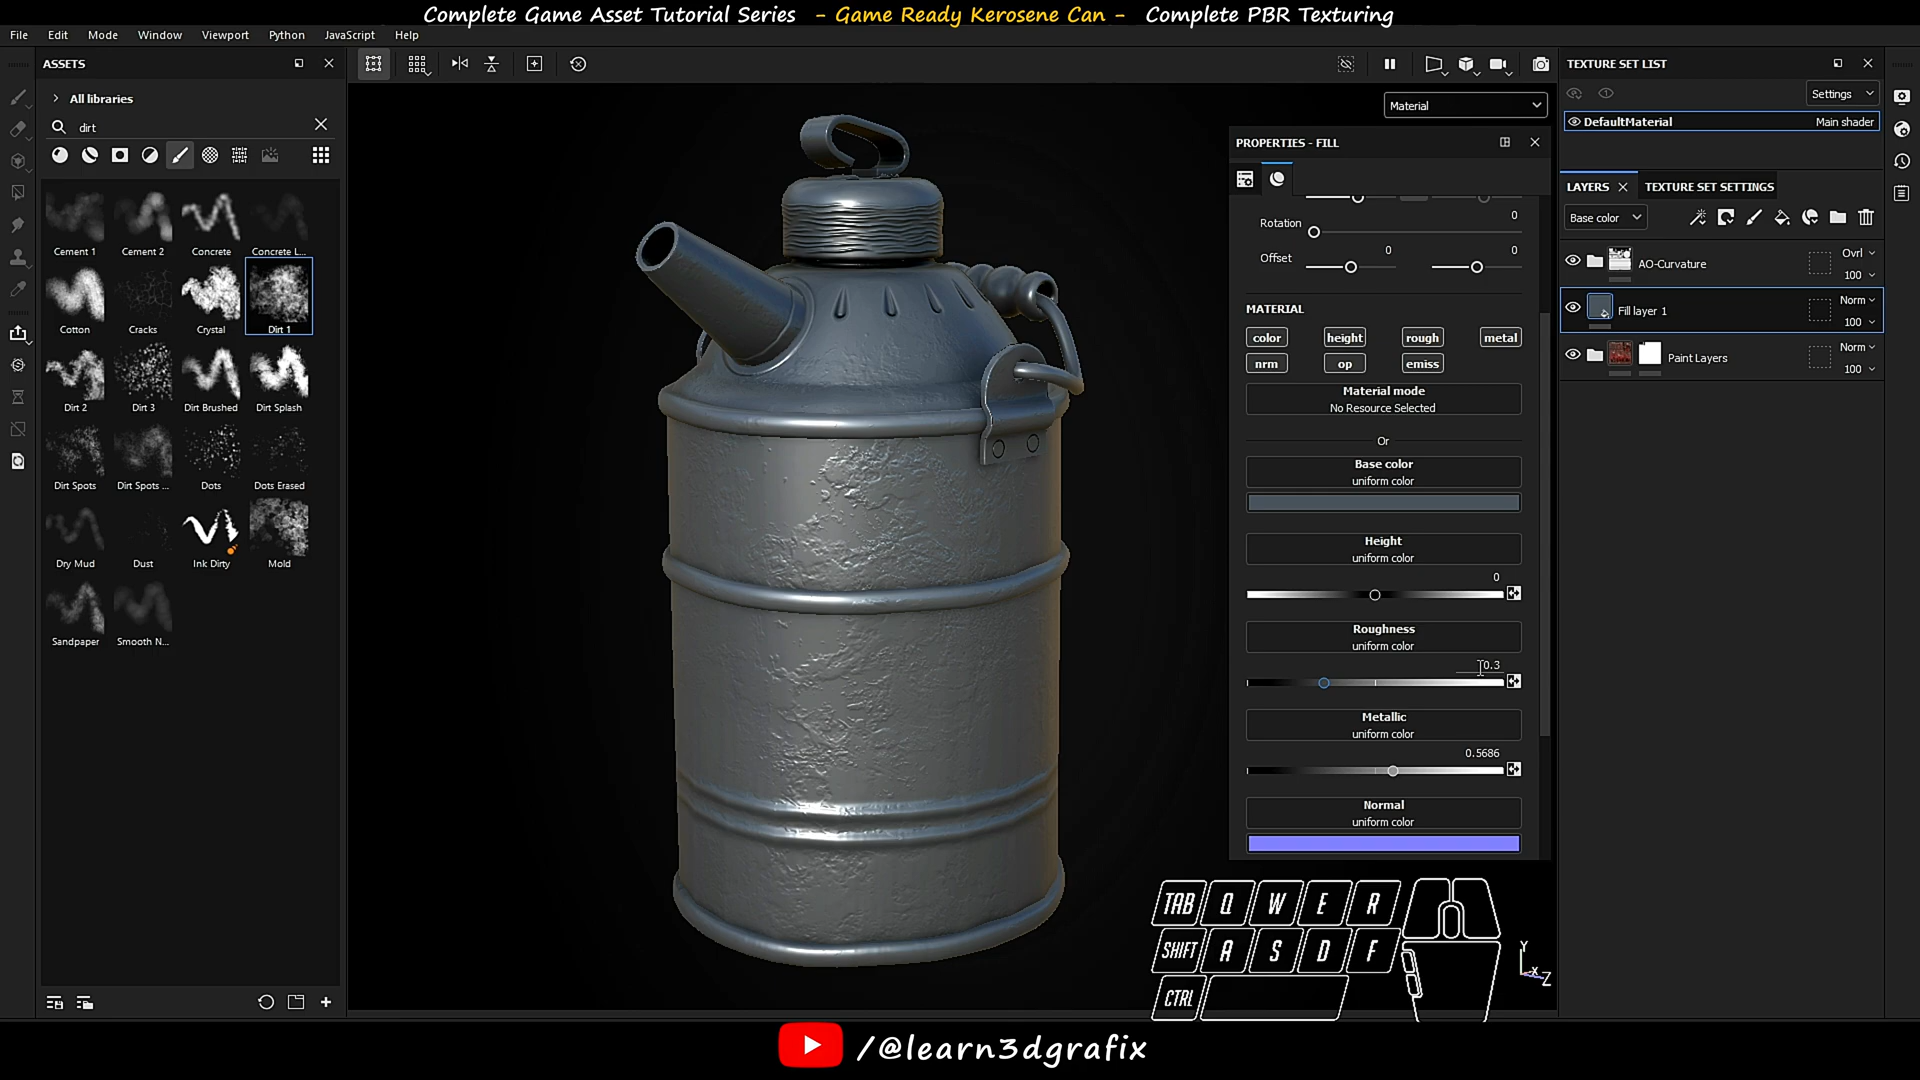 Complete Game Asset Tutorial Series - Game Ready Kerosene Can - Complete PBR Texturing
File Edit Mode Window Viewport Python JavaScript Help
ASSETS
All libraries
dirt
Cement 1 Cement 2 Concrete Concrete L...
Cotton Cracks Crystal Dirt 1
Dirt 2 Dirt 3 Dirt Brushed Dirt Splash
Dirt Spots Dirt Spots ... Dots Dots Erased
Dry Mud Dust Ink Dirty Mold
Sandpaper Smooth N...
Material
PROPERTIES - FILL
Rotation 0
Offset 0 0
MATERIAL
color height rough metal
nrm op emiss
Material mode
No Resource Selected
Or
Base color
uniform color
Height
uniform color
0
Roughness
uniform color
0.3
Metallic
uniform color
0.5686
Normal
uniform color
TEXTURE SET LIST
Settings
DefaultMaterial Main shader
LAYERS TEXTURE SET SETTINGS
Base color
AO-Curvature Ovrl
100
Fill layer 1 Norm
100
Paint Layers Norm
100
TAB Q W E R
SHIFT A S D F
CTRL
Y
X
Z
/@learn3dgrafix